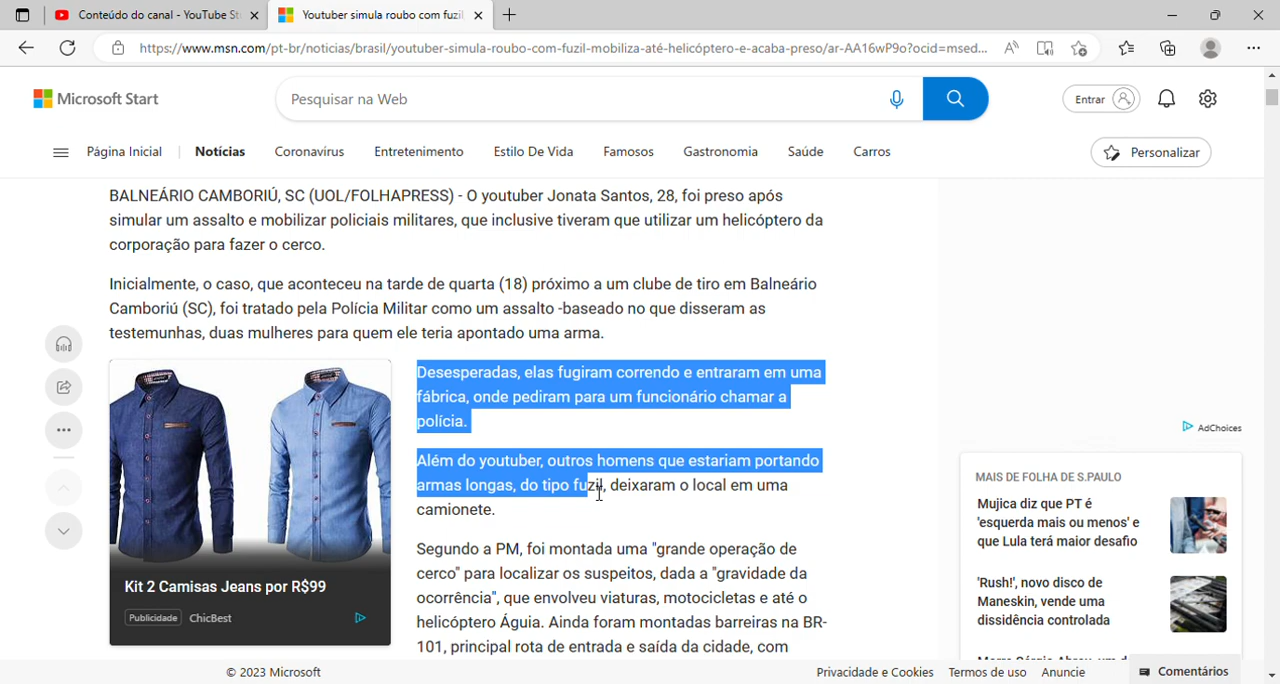 Conteúdo do canal - YouTube St
Youtuber simula roubo com fuzil,
https://www.msn.com/pt-br/noticias/brasil/youtuber-simula-roubo-com-fuzil-mobiliza-até-helicóptero-e-acaba-preso/ar-AA16wP9o?ocid=msed...
Microsoft Start
Pesquisar na Web
Entrar
Página Inicial
Notícias
Coronavírus
Entretenimento
Estilo De Vida
Famosos
Gastronomia
Saúde
Carros
Personalizar
BALNEÁRIO CAMBORIÚ, SC (UOL/FOLHAPRESS) - O youtuber Jonata Santos, 28, foi preso após
simular um assalto e mobilizar policiais militares, que inclusive tiveram que utilizar um helicóptero da
corporação para fazer o cerco.
Inicialmente, o caso, que aconteceu na tarde de quarta (18) próximo a um clube de tiro em Balneário
Camboriú (SC), foi tratado pela Polícia Militar como um assalto -baseado no que disseram as
testemunhas, duas mulheres para quem ele teria apontado uma arma.
Desesperadas, elas fugiram correndo e entraram em uma
fábrica, onde pediram para um funcionário chamar a
polícia.
Além do youtuber, outros homens que estariam portando
armas longas, do tipo fuzil, deixaram o local em uma
camionete.
Segundo a PM, foi montada uma "grande operação de
cerco" para localizar os suspeitos, dada a "gravidade da
ocorrência", que envolveu viaturas, motocicletas e até o
helicóptero Águia. Ainda foram montadas barreiras na BR-
101, principal rota de entrada e saída da cidade, com
Kit 2 Camisas Jeans por R$99
Publicidade
ChicBest
AdChoices
MAIS DE FOLHA DE S.PAULO
Mujica diz que PT é
'esquerda mais ou menos' e
que Lula terá maior desafio
'Rush!', novo disco de
Maneskin, vende uma
dissidência controlada
© 2023 Microsoft
Privacidade e Cookies
Termos de uso
Anuncie
Comentários